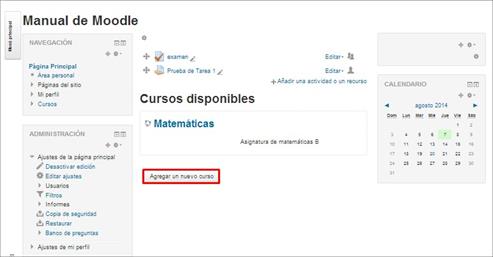 Menú principal
Manual de Moodle
NAVEGACIÓN
Página Principal
Área personal
Páginas del sitio
Mi perfil
Cursos
ADMINISTRACIÓN
Ajustes de la página principal
Desactivar edición
Editar ajustes
Usuarios
Filtros
Informes
Copia de seguridad
Restaurar
Banco de preguntas
Ajustes de mi perfil
examen
Editar
Prueba de Tarea 1
Editar
Añadir una actividad o un recurso
Cursos disponibles
Matemáticas
Asignatura de matemáticas B
Agregar un nuevo curso
CALENDARIO
agosto 2014
Dom Lun Mar Mié Jue Vie Sáb
1 2
3 4 5 6 7 8 9
10 11 12 13 14 15 16
17 18 19 20 21 22 23
24 25 26 27 28 29 30
31